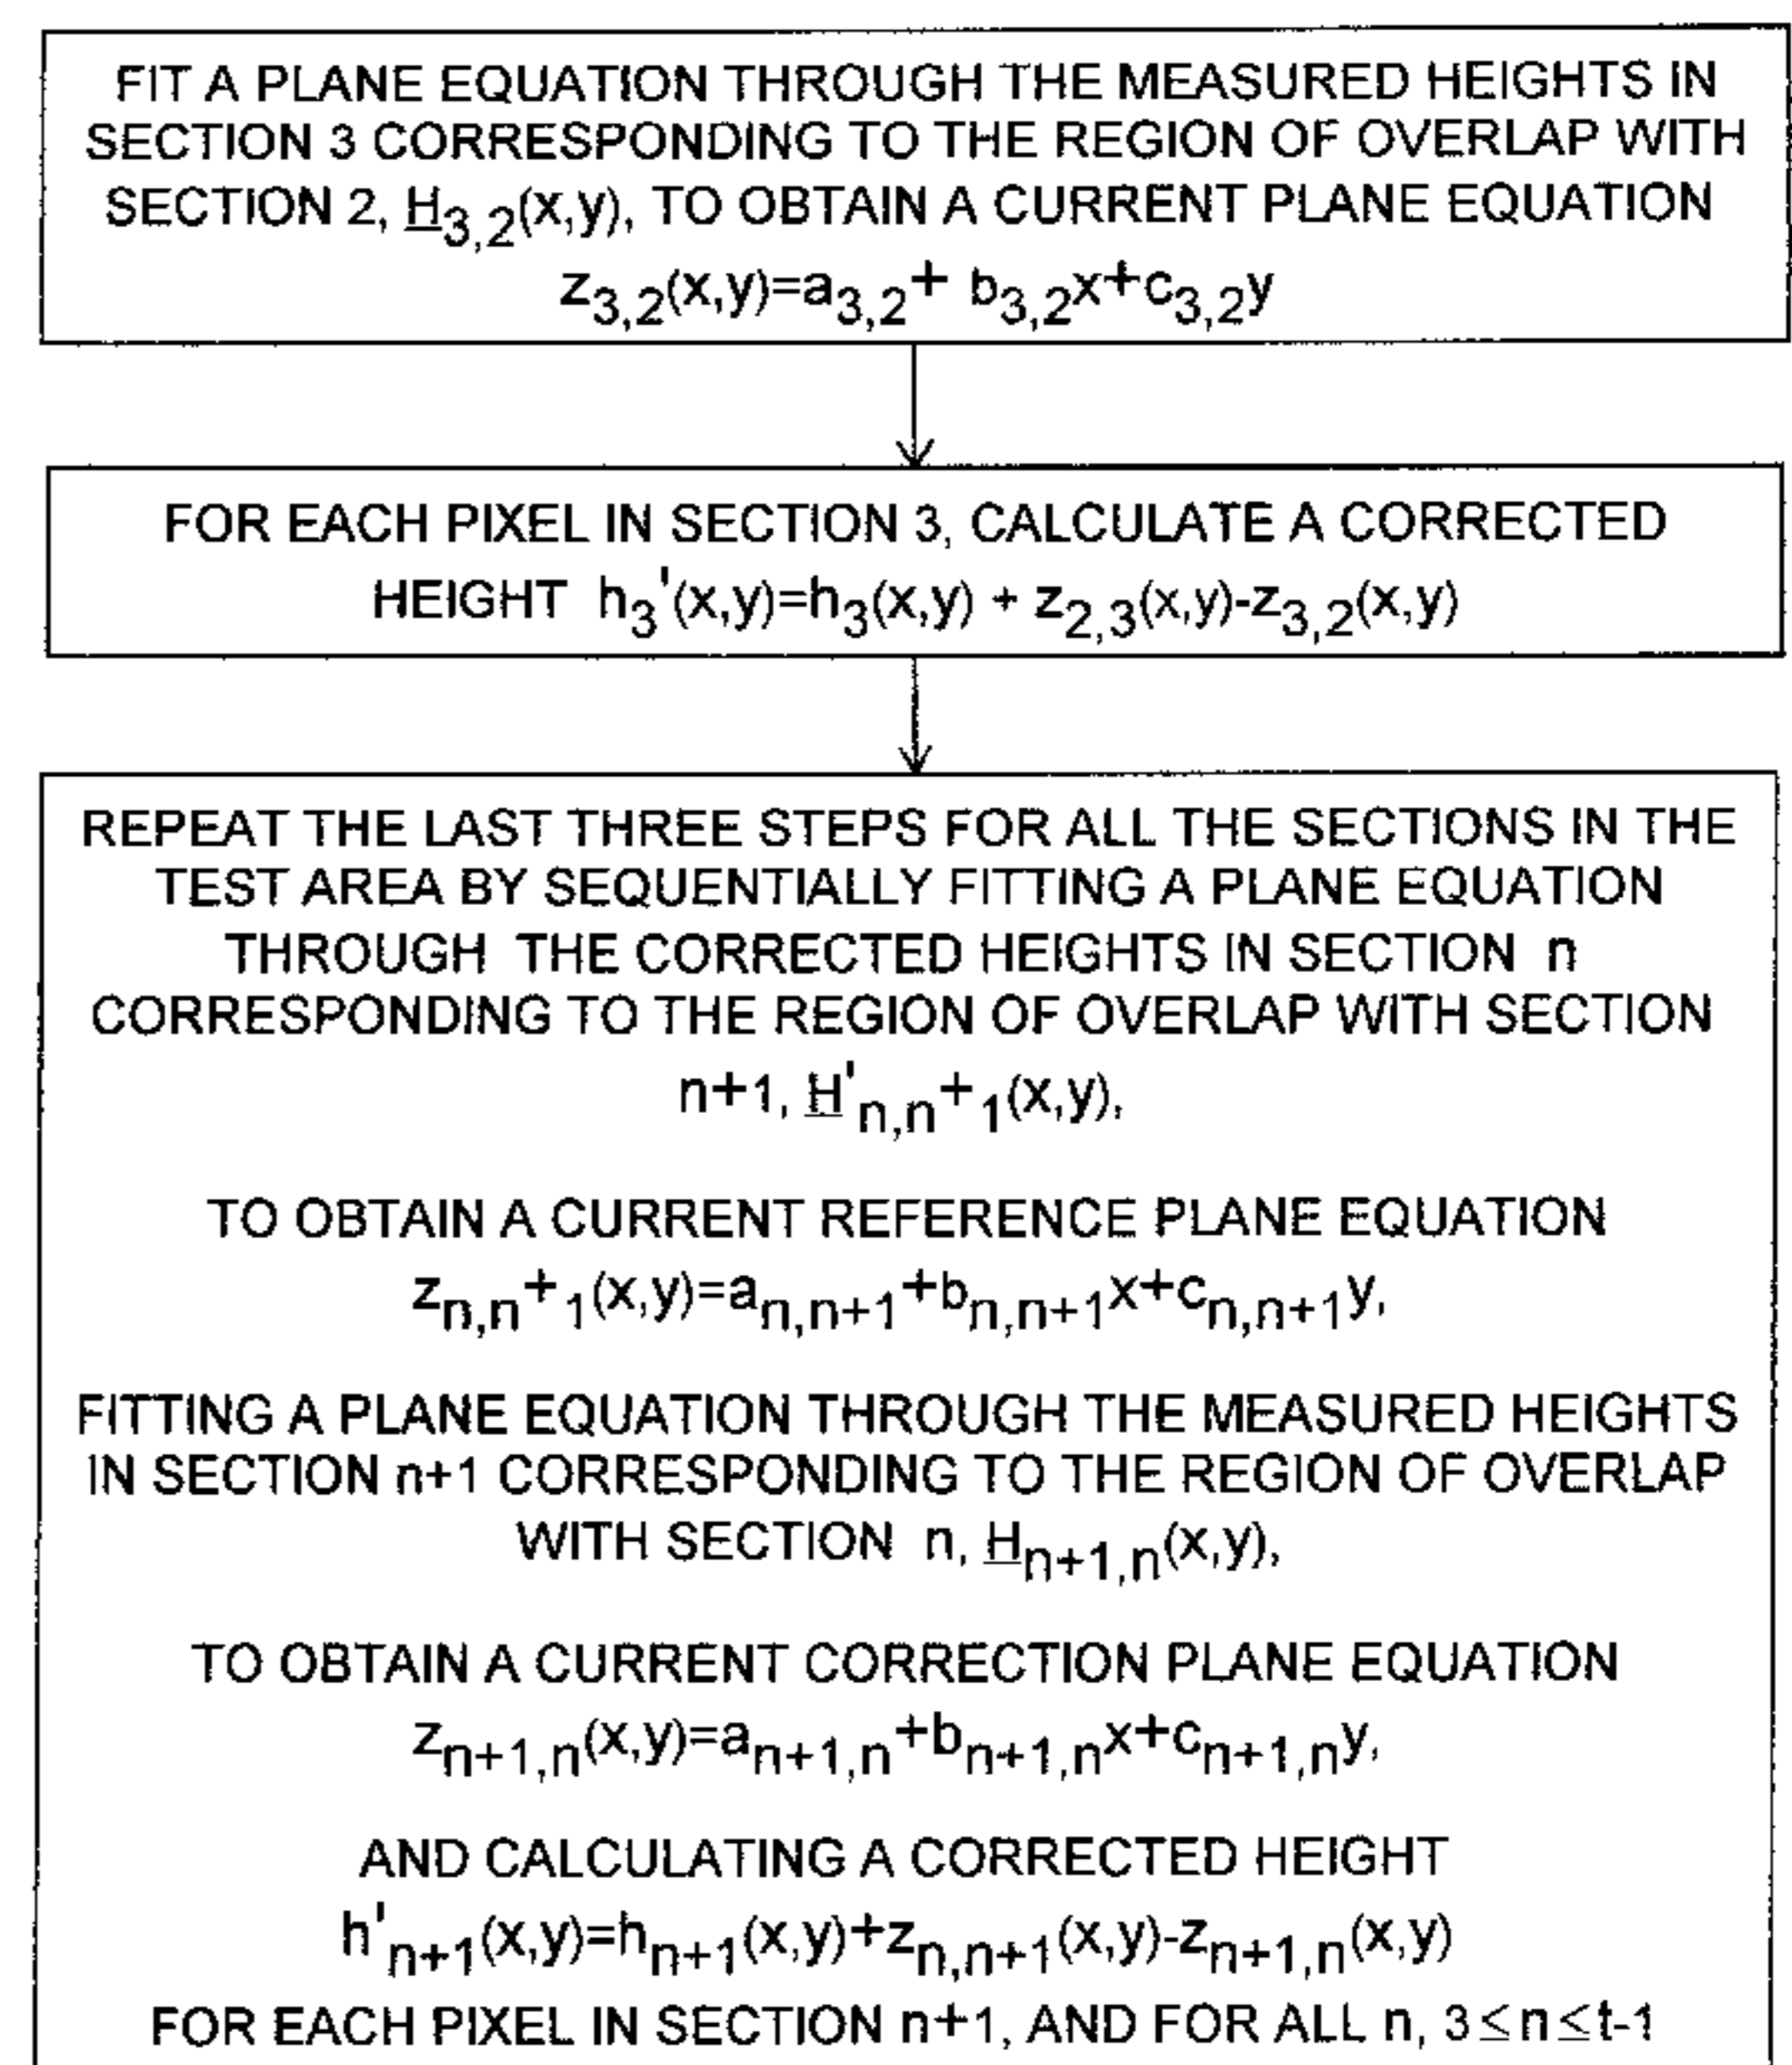 FIT A PLANE EQUATION THROUGH THE MEASURED HEIGHTS IN
SECTION 3 CORRESPONDING TO THE REGION OF OVERLAP WITH
SECTION 2, H₃,₂(x,y), TO OBTAIN A CURRENT PLANE EQUATION
z₃,₂(x,y)=a₃,₂+ b₃,₂x+c₃,₂y
FOR EACH PIXEL IN SECTION 3, CALCULATE A CORRECTED
HEIGHT h₃'(x,y)=h₃(x,y) + z₂,₃(x,y)-z₃,₂(x,y)
REPEAT THE LAST THREE STEPS FOR ALL THE SECTIONS IN THE
TEST AREA BY SEQUENTIALLY FITTING A PLANE EQUATION
THROUGH THE CORRECTED HEIGHTS IN SECTION n
CORRESPONDING TO THE REGION OF OVERLAP WITH SECTION
n+1, H'ₙ,ₙ+₁(x,y),
TO OBTAIN A CURRENT REFERENCE PLANE EQUATION
zₙ,ₙ+₁(x,y)=aₙ,ₙ₊₁+bₙ,ₙ₊₁x+cₙ,ₙ₊₁y,
FITTING A PLANE EQUATION THROUGH THE MEASURED HEIGHTS
IN SECTION n+1 CORRESPONDING TO THE REGION OF OVERLAP
WITH SECTION n, Hₙ₊₁,ₙ(x,y),
TO OBTAIN A CURRENT CORRECTION PLANE EQUATION
zₙ₊₁,ₙ(x,y)=aₙ₊₁,ₙ+bₙ₊₁,ₙx+cₙ₊₁,ₙy,
AND CALCULATING A CORRECTED HEIGHT
h'ₙ₊₁(x,y)=hₙ₊₁(x,y)+zₙ,ₙ₊₁(x,y)-zₙ₊₁,ₙ(x,y)
FOR EACH PIXEL IN SECTION n+1, AND FOR ALL n, 3≤n≤t-1